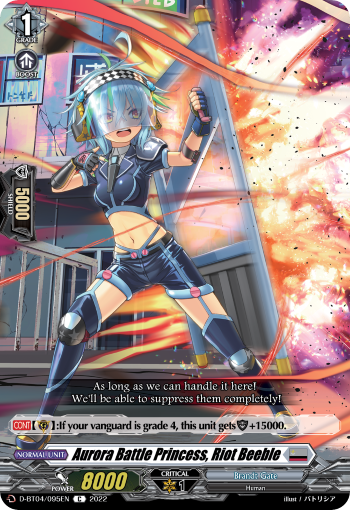 1
GRADE
BOOST
5000
SHIELD
As long as we can handle it here!
We'll be able to suppress them completely!
CONT【】:If your vanguard is grade 4, this unit gets +15000.
NORMAL UNIT
Aurora Battle Princess, Riot Beeble
POWER 8000
CRITICAL
1
Brandt Gate
Human
D-BT04/095EN C 2022
illust / パトリシア